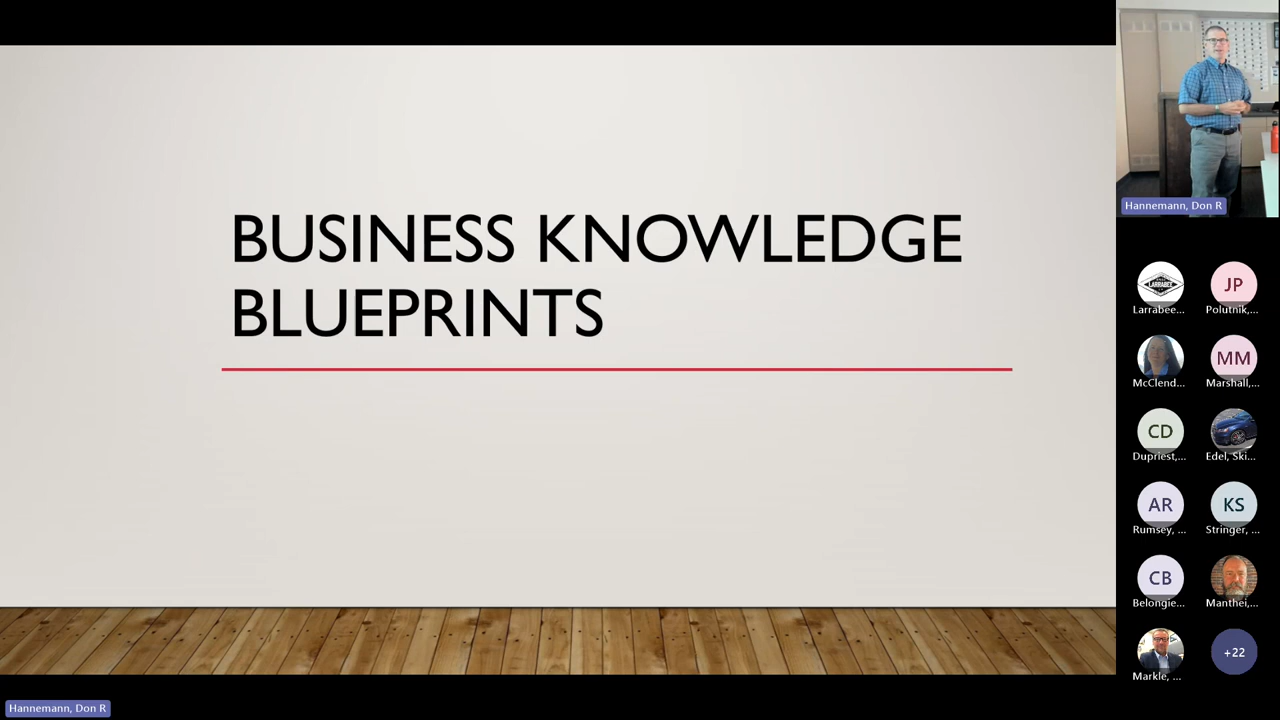 BUSINESS KNOWLEDGE
BLUEPRINTS
Hannemann, Don R
LARRABEE
Larrabee...
JP
Polutnik,...
McClend...
MM
Marshall,...
CD
Dupriest,...
Edel, Ski...
AR
Rumsey, ...
KS
Stringer, ...
CB
Belongie...
Manthei,...
Markle, ...
+22
Hannemann, Don R